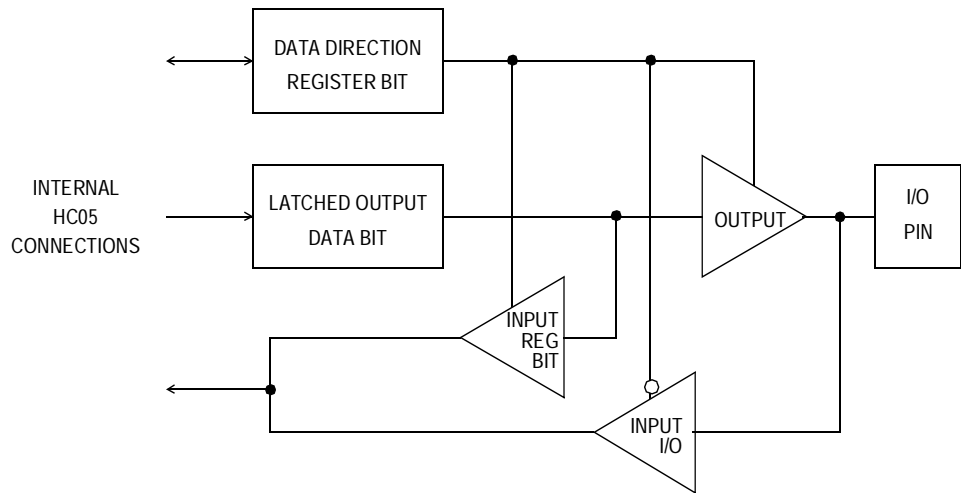 DATA DIRECTION
REGISTER BIT
INTERNAL
HC05
CONNECTIONS
LATCHED OUTPUT
DATA BIT
OUTPUT
I/O
PIN
INPUT
REG
BIT
INPUT
I/O